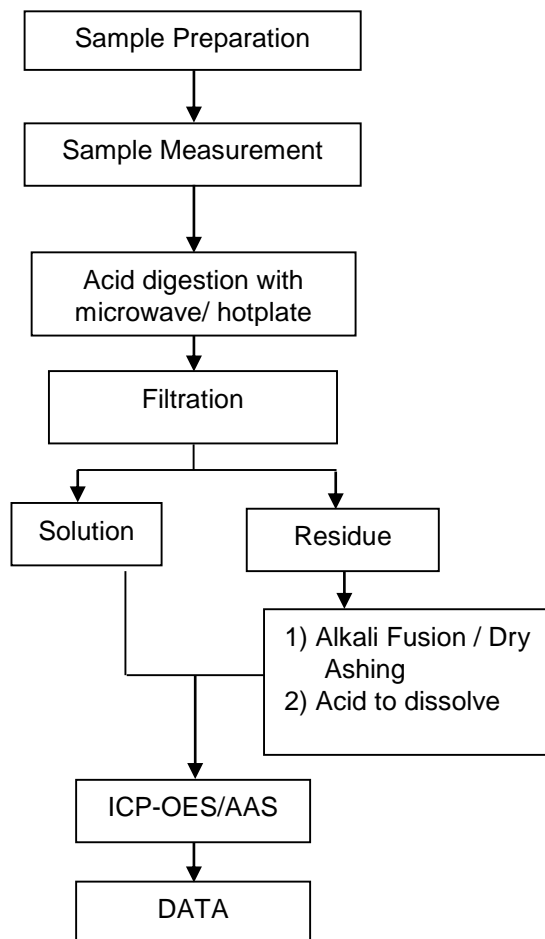 Sample Preparation
Sample Measurement
Acid digestion with
microwave/ hotplate
Filtration
Solution
Residue
1) Alkali Fusion / Dry
Ashing
2) Acid to dissolve
ICP-OES/AAS
DATA